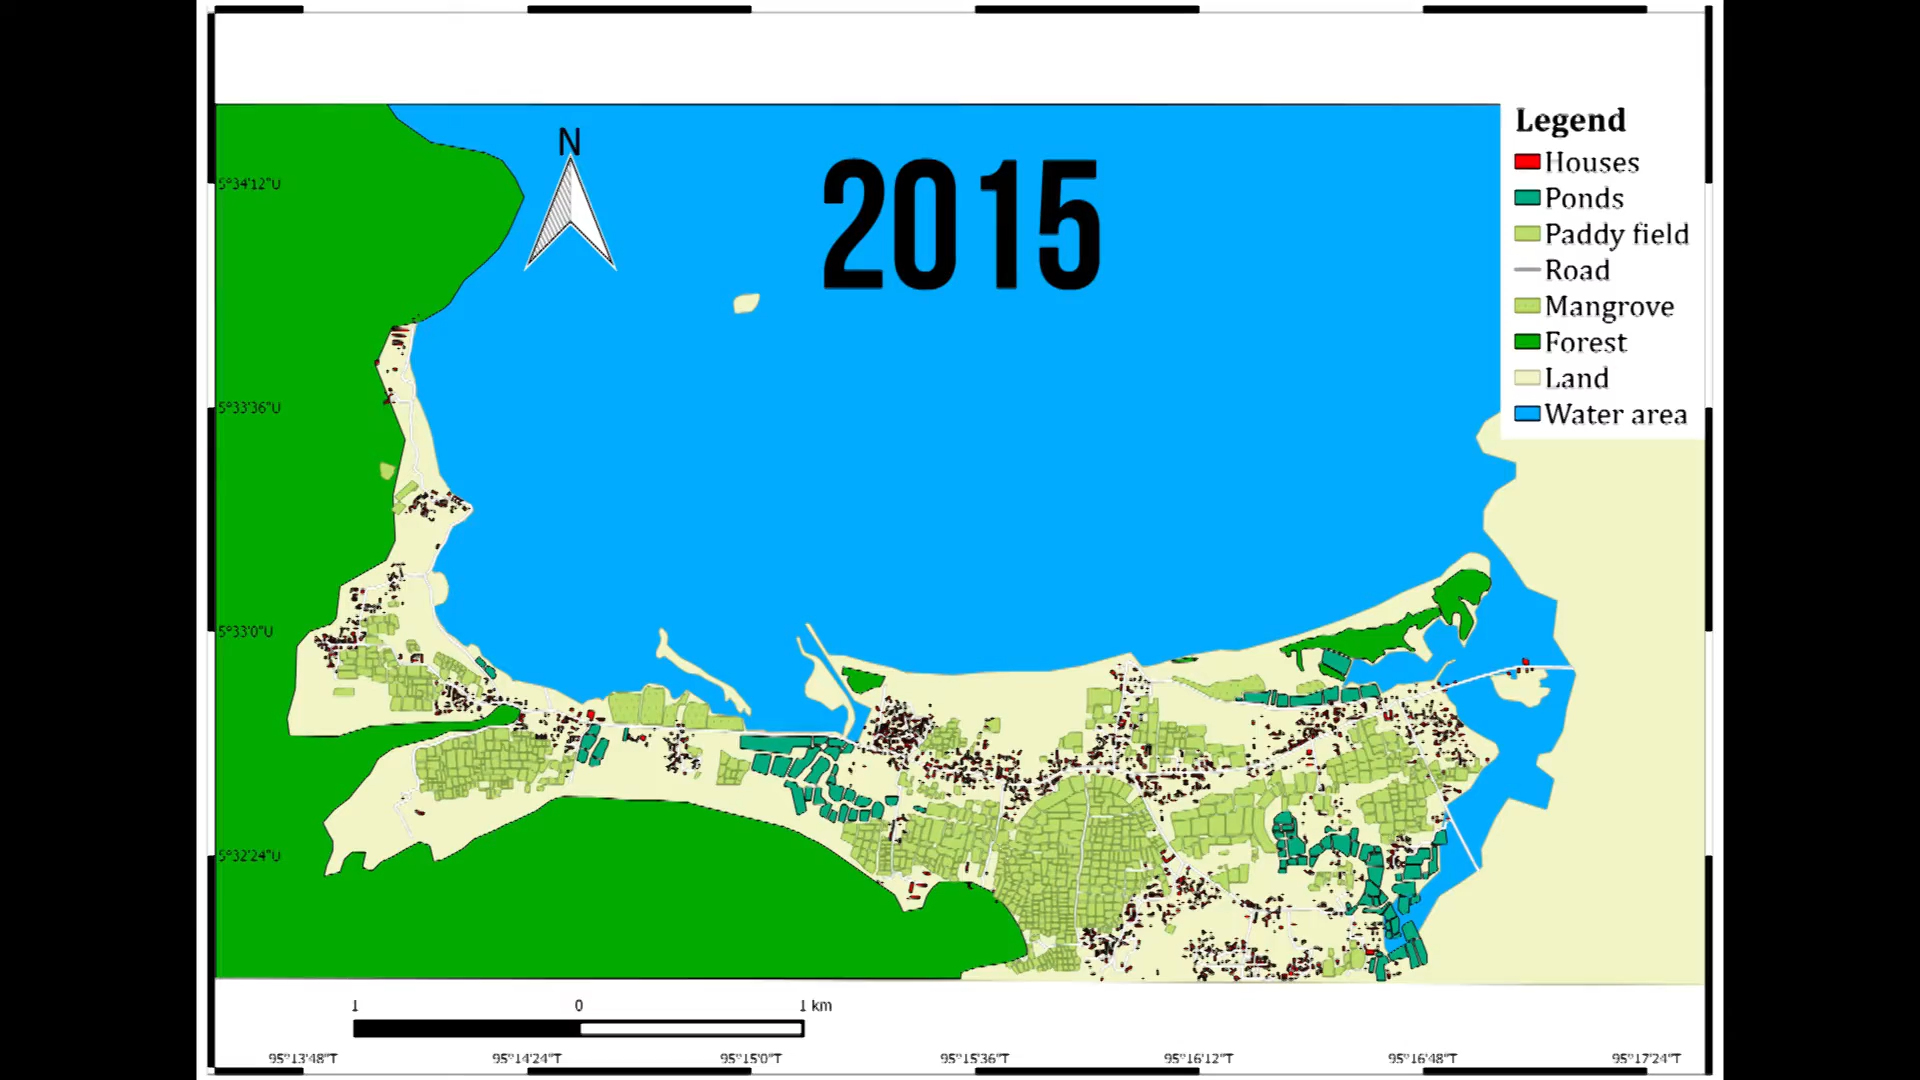 N
2015
Legend
Houses
Ponds
Paddy field
Road
Mangrove
Forest
Land
Water area
5°34'12"U
5°33'36"U
5°33'0"U
5°32'24"U
1 0 1 km
95°13'48"T 95°14'24"T 95°15'0"T 95°15'36"T 95°16'12"T 95°16'48"T 95°17'24"T